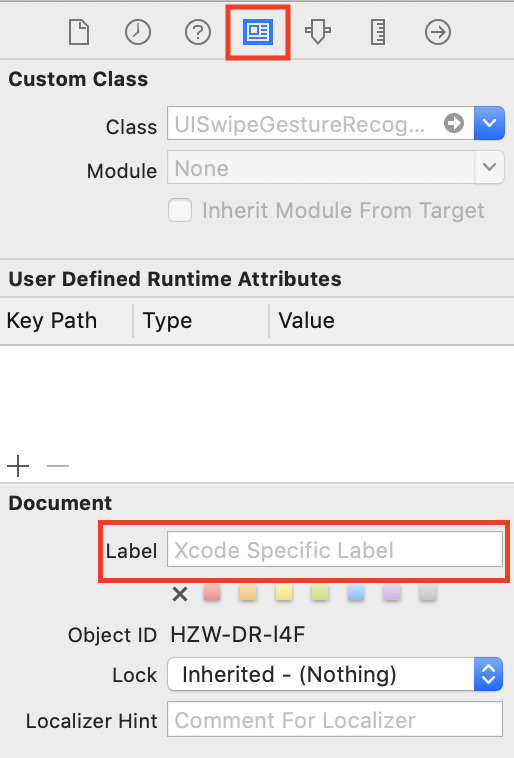 Custom Class
Class UISwipeGestureRecog...
Module None
Inherit Module From Target
User Defined Runtime Attributes
Key Path Type Value
Document
Label Xcode Specific Label
Object ID HZW-DR-l4F
Lock Inherited - (Nothing)
Localizer Hint Comment For Localizer